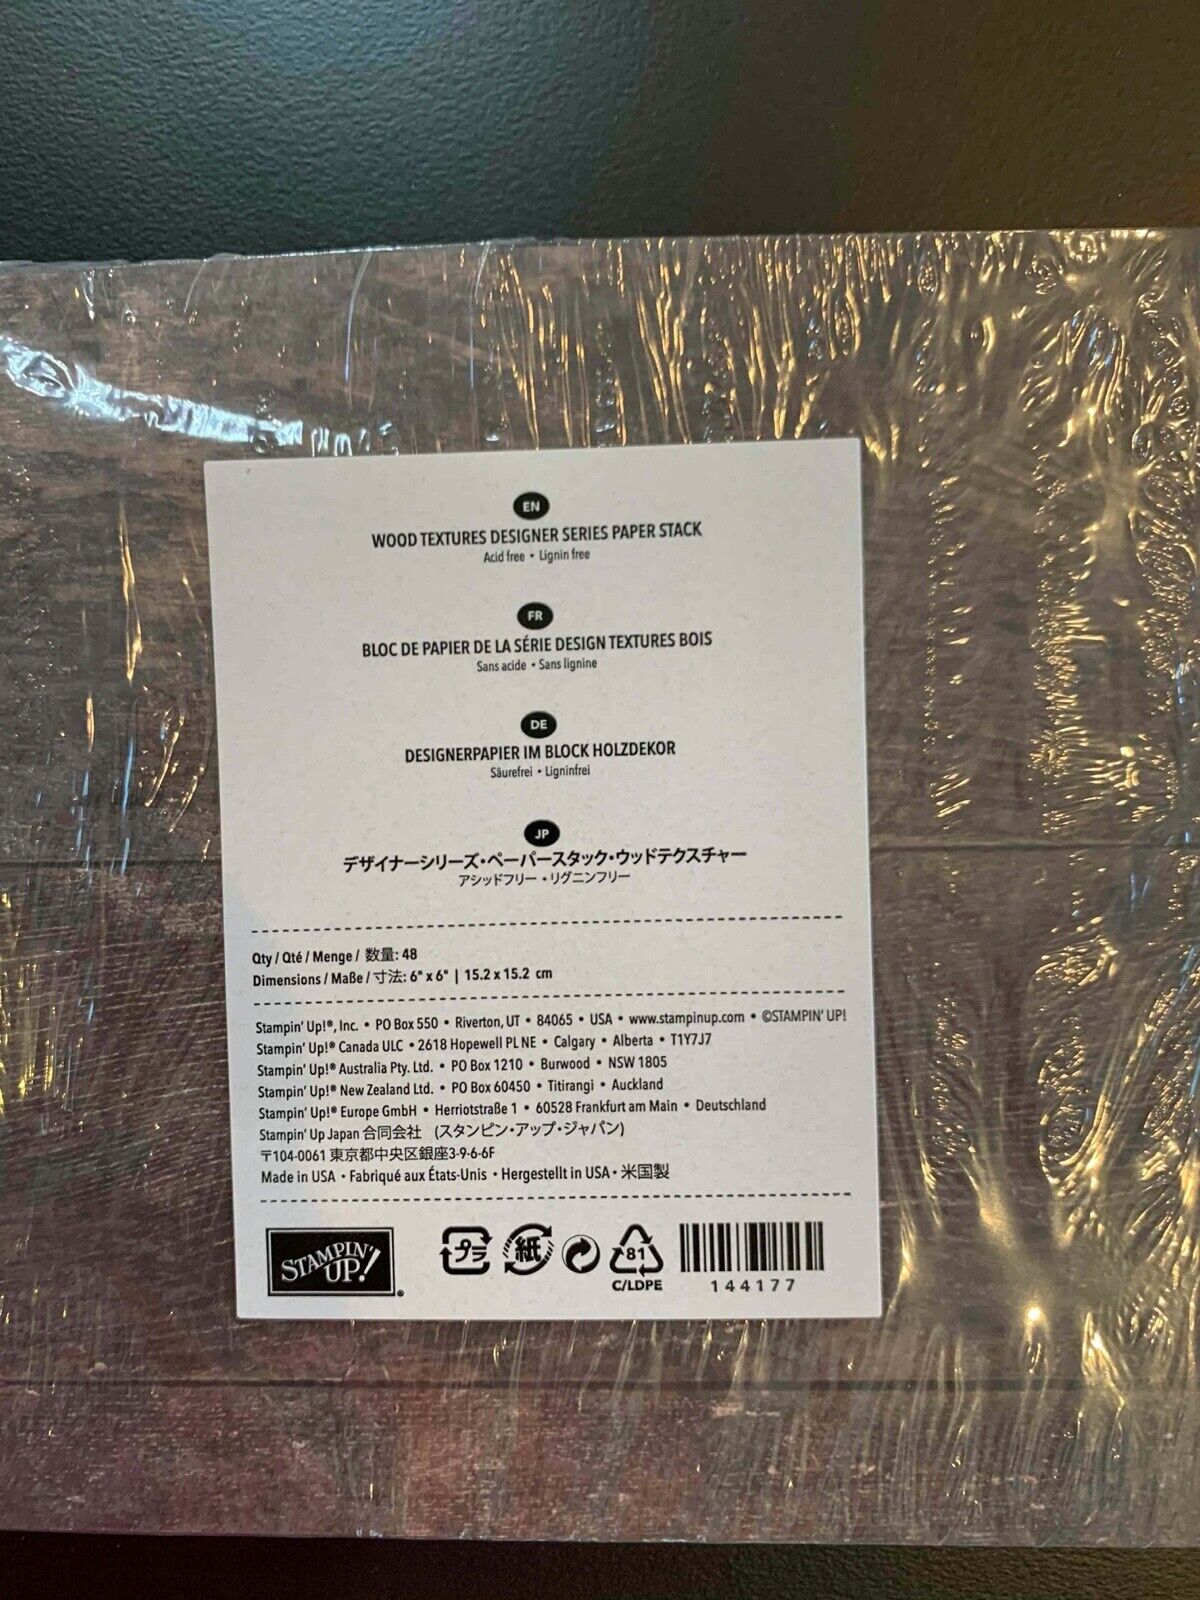 EN
WOOD TEXTURES DESIGNER SERIES PAPER STACK
Acid free • Lignin free
FR
BLOC DE PAPIER DE LA SÉRIE DESIGN TEXTURES BOIS
Sans acide • Sans lignine
DE
DESIGNERPAPIER IM BLOCK HOLZDEKOR
Säurefrei • Ligninfrei
JP
デザイナーシリーズ・ペーパースタック・ウッドテクスチャー
アシッドフリー・リグニンフリー
Qty / Qté / Menge / 数量: 48
Dimensions / Maße / 寸法: 6" x 6" | 15.2 x 15.2 cm
Stampin' Up!®, Inc. • PO Box 550 • Riverton, UT • 84065 • USA • www.stampinup.com • ©STAMPIN' UP!
Stampin' Up!® Canada ULC • 2618 Hopewell PL NE • Calgary • Alberta • T1Y7J7
Stampin' Up!® Australia Pty. Ltd. • PO Box 1210 • Burwood • NSW 1805
Stampin' Up!® New Zealand Ltd. • PO Box 60450 • Titirangi • Auckland
Stampin' Up!® Europe GmbH • Herriotstraße 1 • 60528 Frankfurt am Main • Deutschland
Stampin' Up Japan 合同会社 (スタンピン・アップ・ジャパン)
〒104-0061 東京都中央区銀座3-9-6-6F
Made in USA • Fabriqué aux États-Unis • Hergestellt in USA • 米国製
STAMPIN' UP!®
プラ
紙
81
C/LDPE
144177